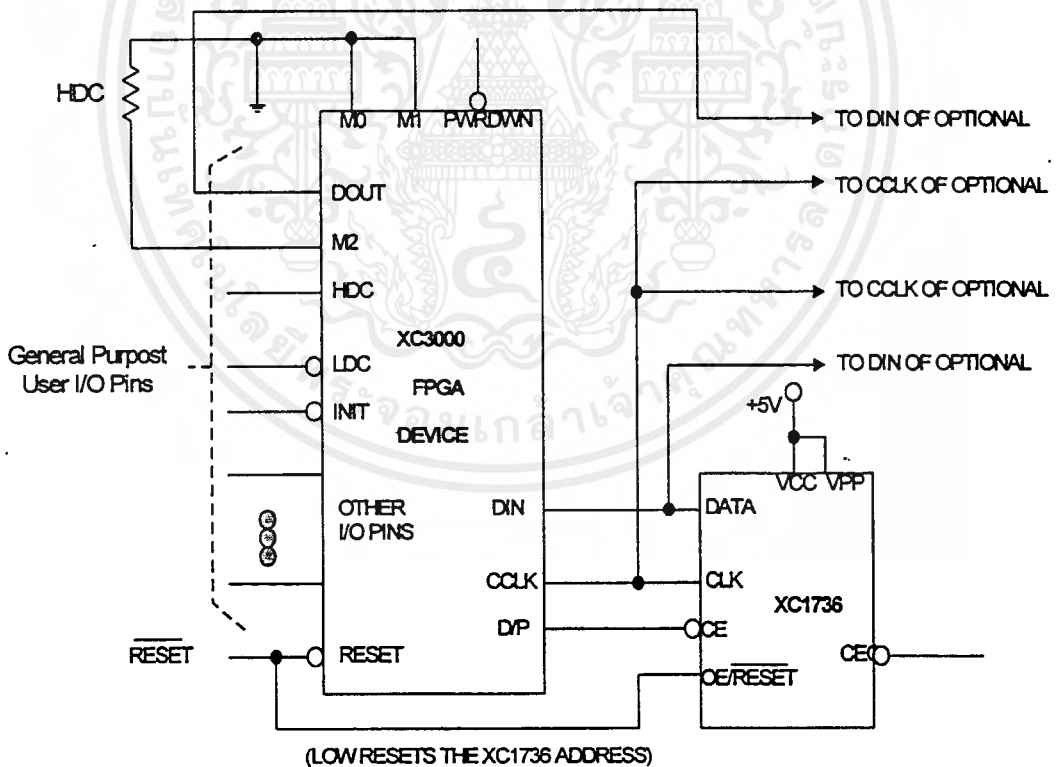 HDC
M0 M1 PWRDWN
TO DIN OF OPTIONAL
DOUT
TO CCLK OF OPTIONAL
M2
HDC
TO CCLK OF OPTIONAL
XC3000
General Purpost
User I/O Pins
LDC
FPGA
TO DIN OF OPTIONAL
INIT
DEVICE
+5V
VCC VPP
OTHER
I/O PINS
DIN
DATA
CCLK
CLK
XC1736
D/P
CE
RESET
RESET
CEO
OE/RESET
(LOW RESETS THE XC1736 ADDRESS)